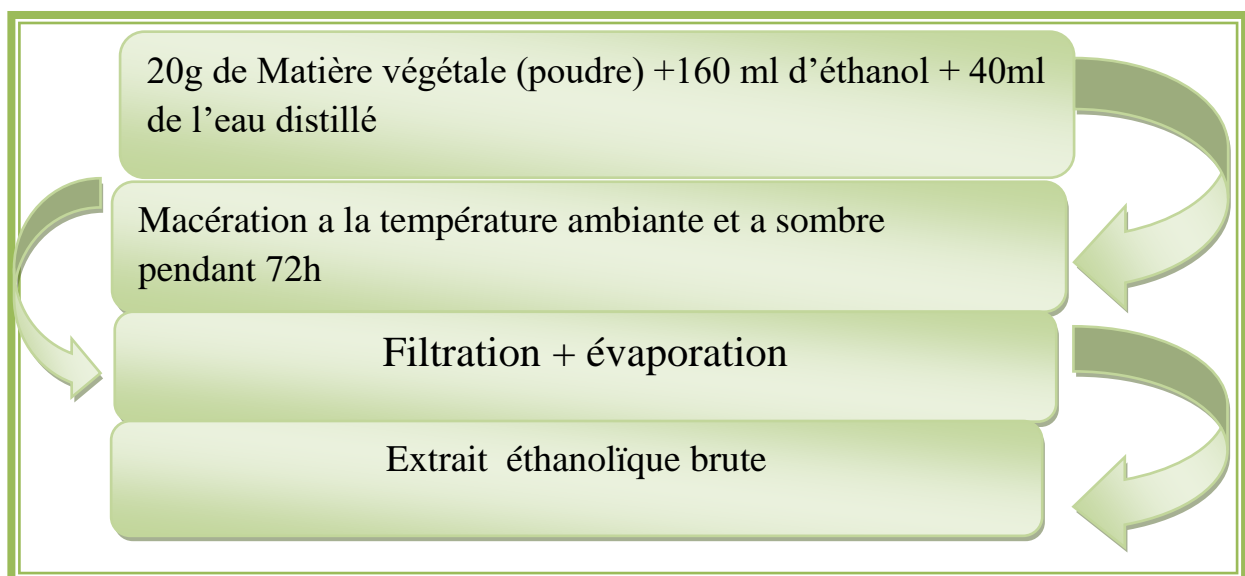 20g de Matière végétale (poudre) +160 ml d’éthanol + 40ml
de l’eau distillé
Macération a la température ambiante et a sombre
pendant 72h
Filtration + évaporation
Extrait éthanolïque brute